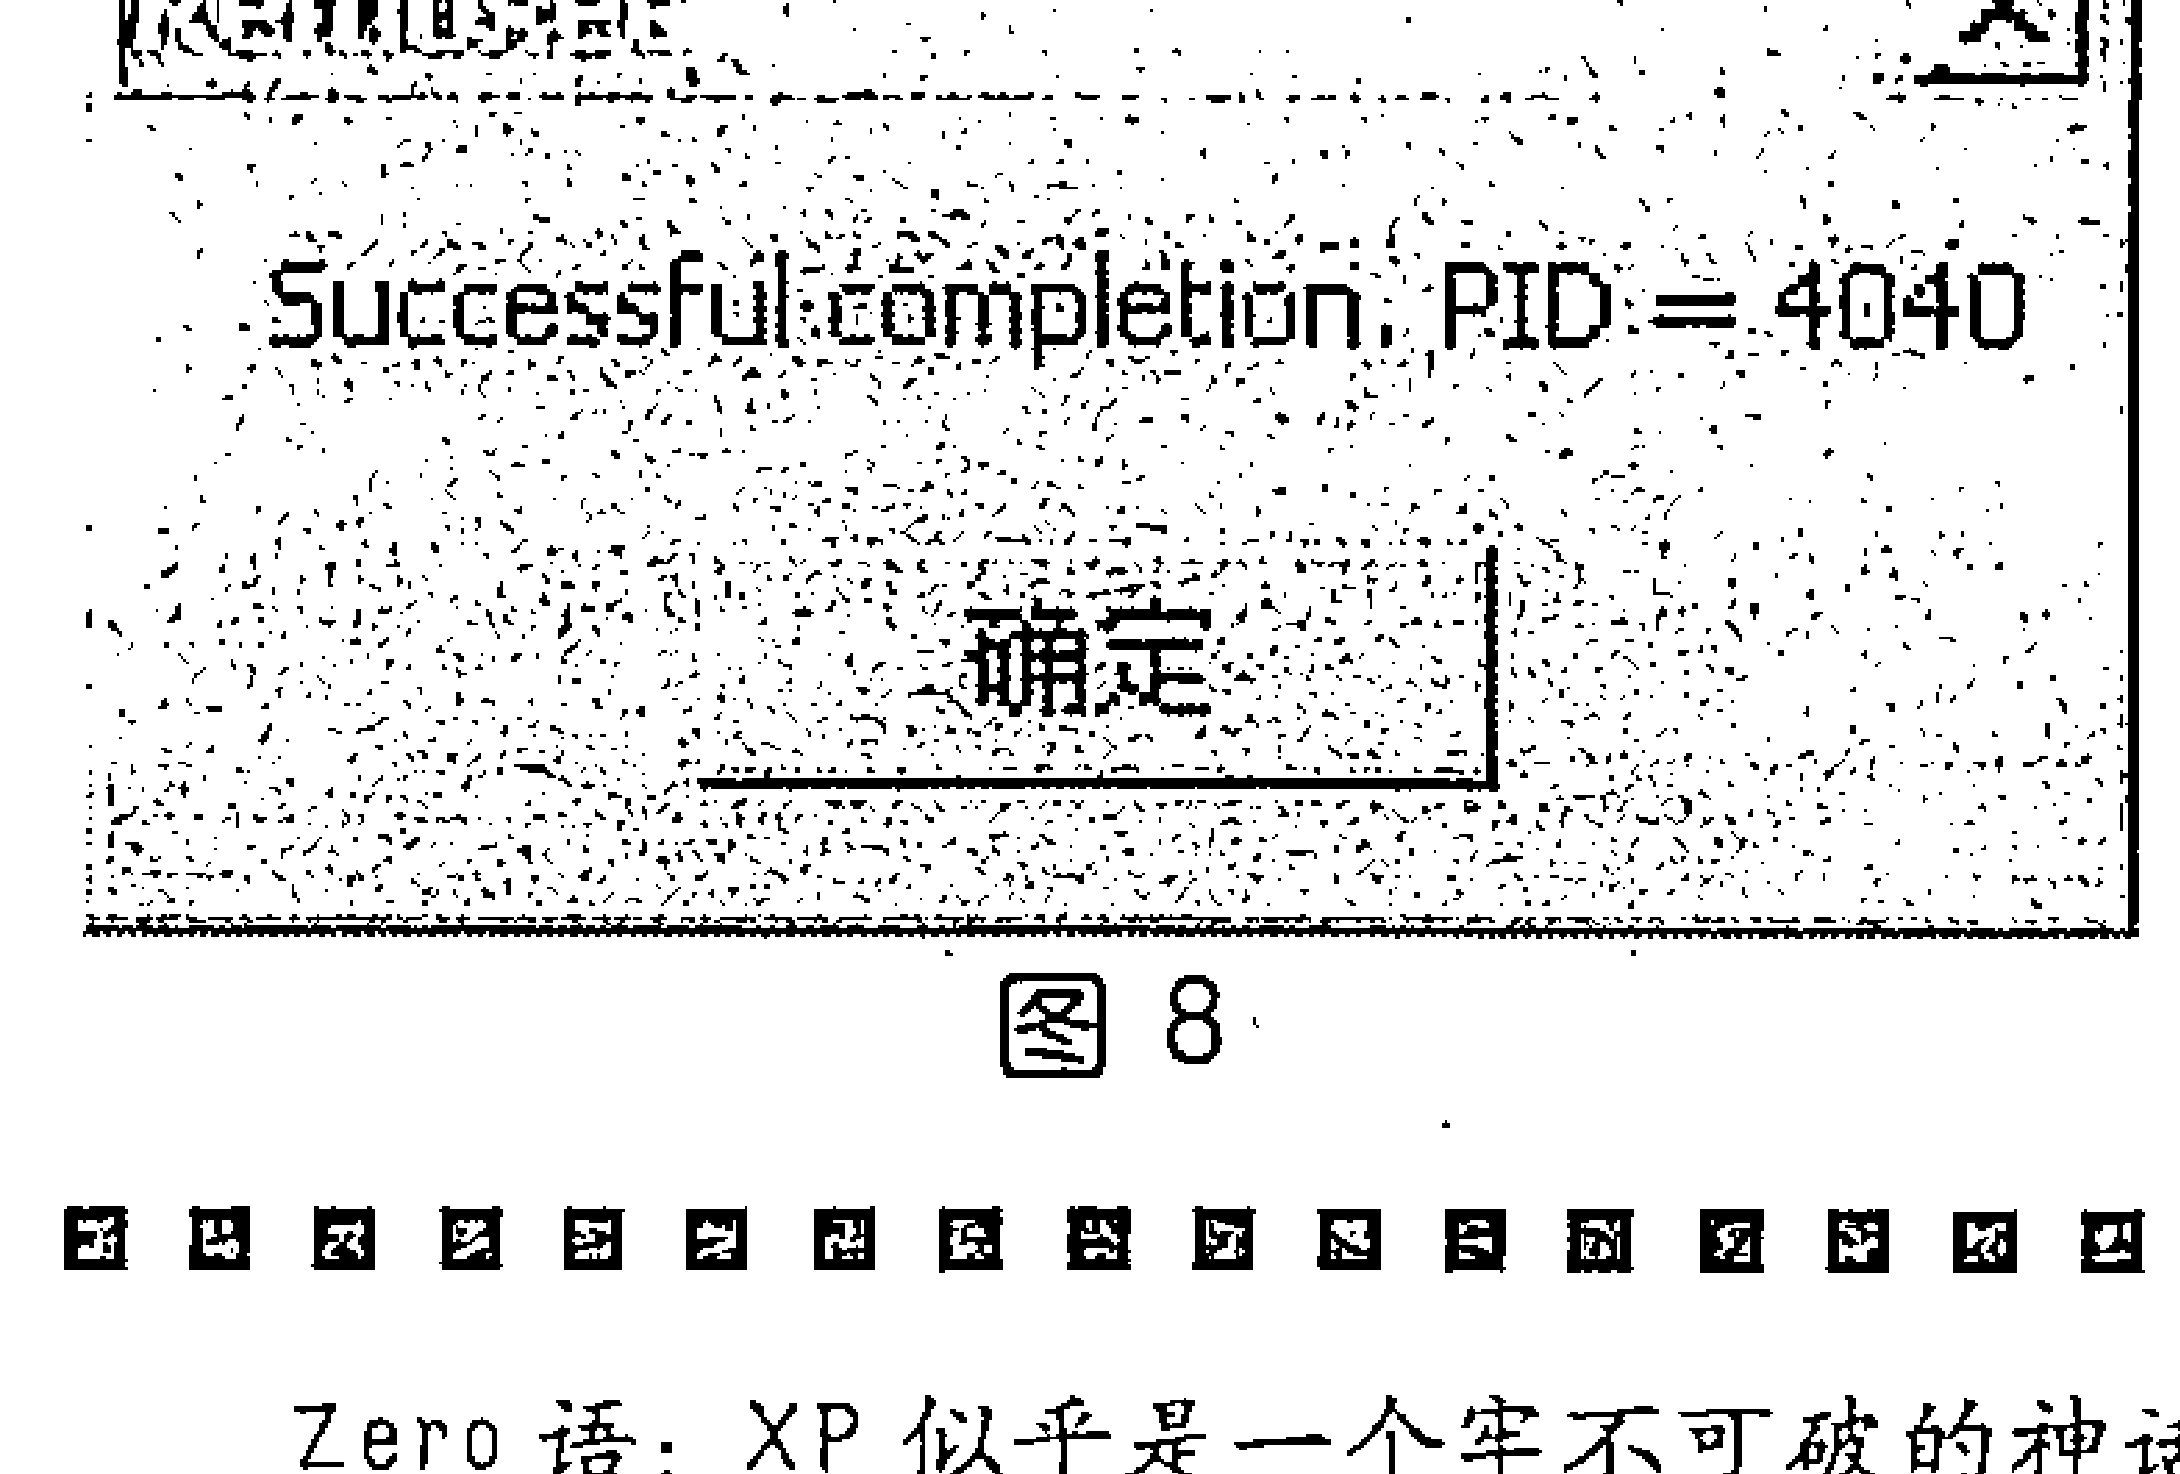 Successful completion. PID = 4040
确定
图 8
Zero 语: XP 似乎是一个牢不可破的神话